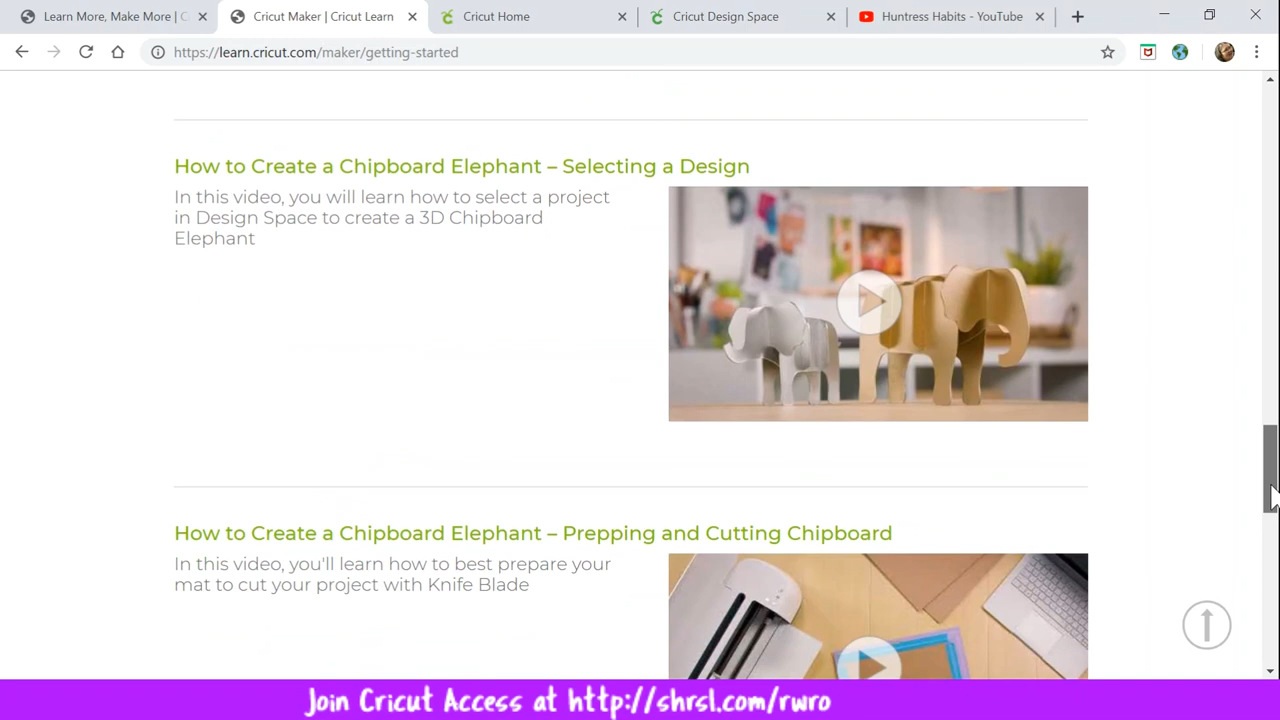 Learn More, Make More | C
Cricut Maker | Cricut Learn
Cricut Home
Cricut Design Space
Huntress Habits - YouTube
https://learn.cricut.com/maker/getting-started
How to Create a Chipboard Elephant – Selecting a Design
In this video, you will learn how to select a project
in Design Space to create a 3D Chipboard
Elephant
How to Create a Chipboard Elephant – Prepping and Cutting Chipboard
In this video, you'll learn how to best prepare your
mat to cut your project with Knife Blade
Join Cricut Access at http://shrsl.com/rwro